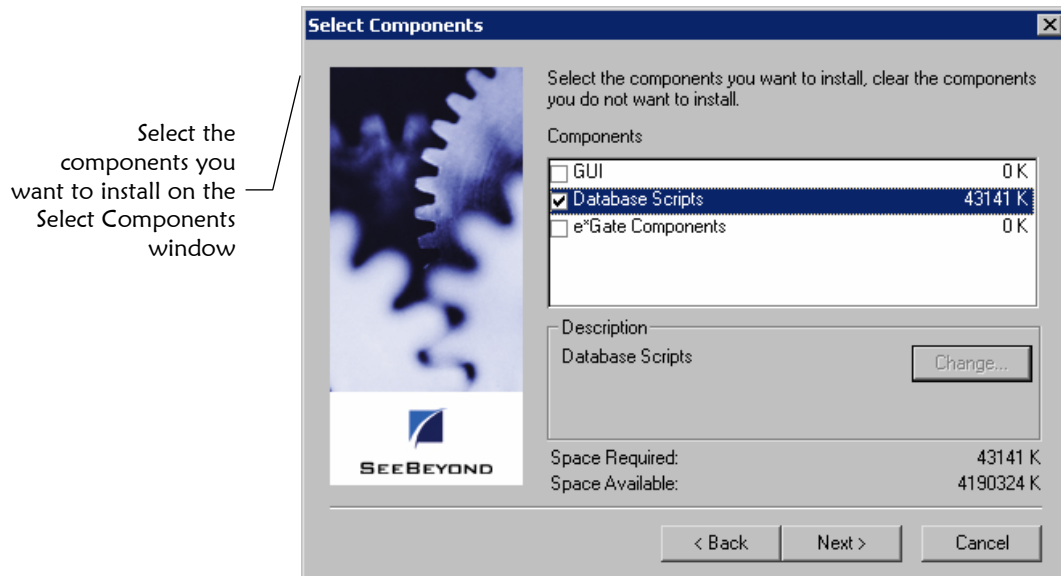 Select the
components you
want to install on the
Select Components
window
Select Components
Select the components you want to install, clear the components
you do not want to install.
Components
GUI 0 K
Database Scripts 43141 K
e*Gate Components 0 K
Description
Database Scripts
Change...
SEEBEYOND
Space Required: 43141 K
Space Available: 4190324 K
< Back Next > Cancel